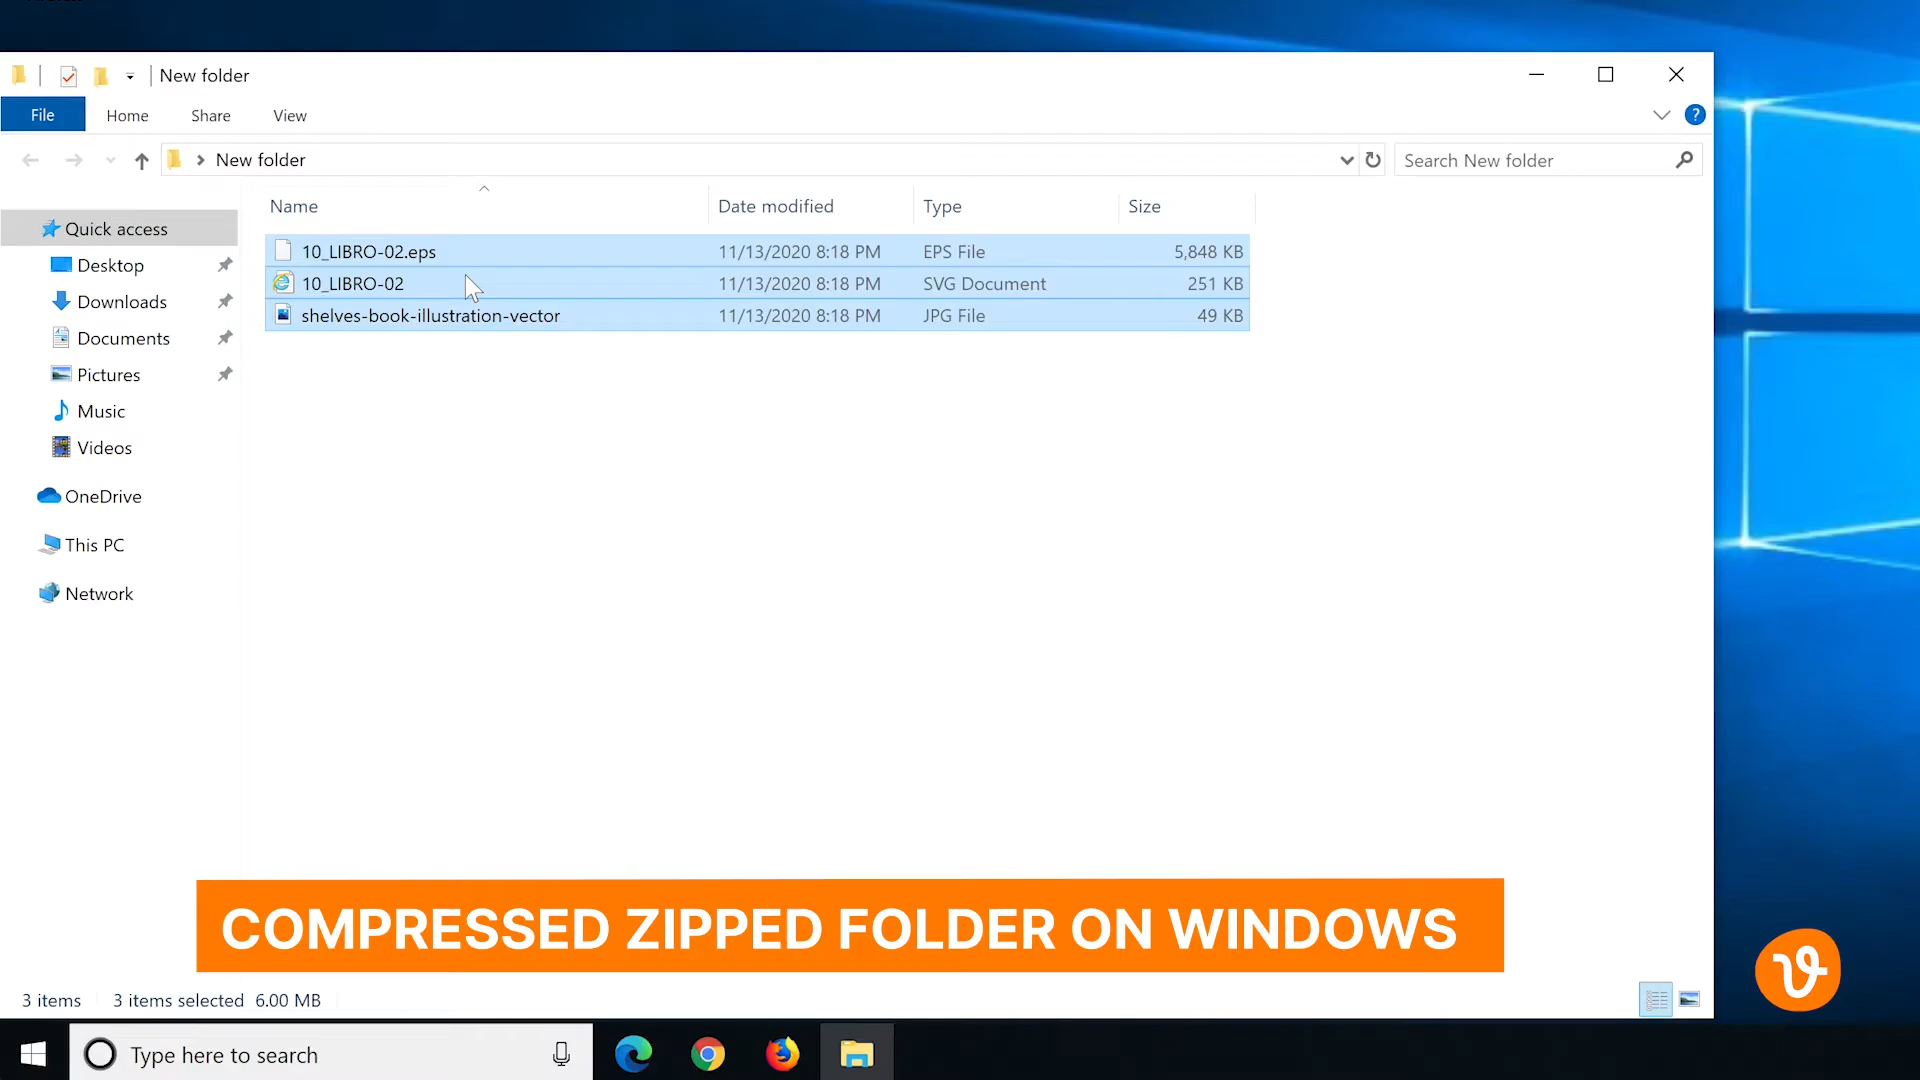 New folder
File Home Share View
New folder
Search New folder
Name Date modified Type Size
Quick access
Desktop
Downloads
Documents
Pictures
Music
Videos
OneDrive
This PC
Network
10_LIBRO-02.eps 11/13/2020 8:18 PM EPS File 5,848 KB
10_LIBRO-02 11/13/2020 8:18 PM SVG Document 251 KB
shelves-book-illustration-vector 11/13/2020 8:18 PM JPG File 49 KB
COMPRESSED ZIPPED FOLDER ON WINDOWS
3 items 3 items selected 6.00 MB
Type here to search